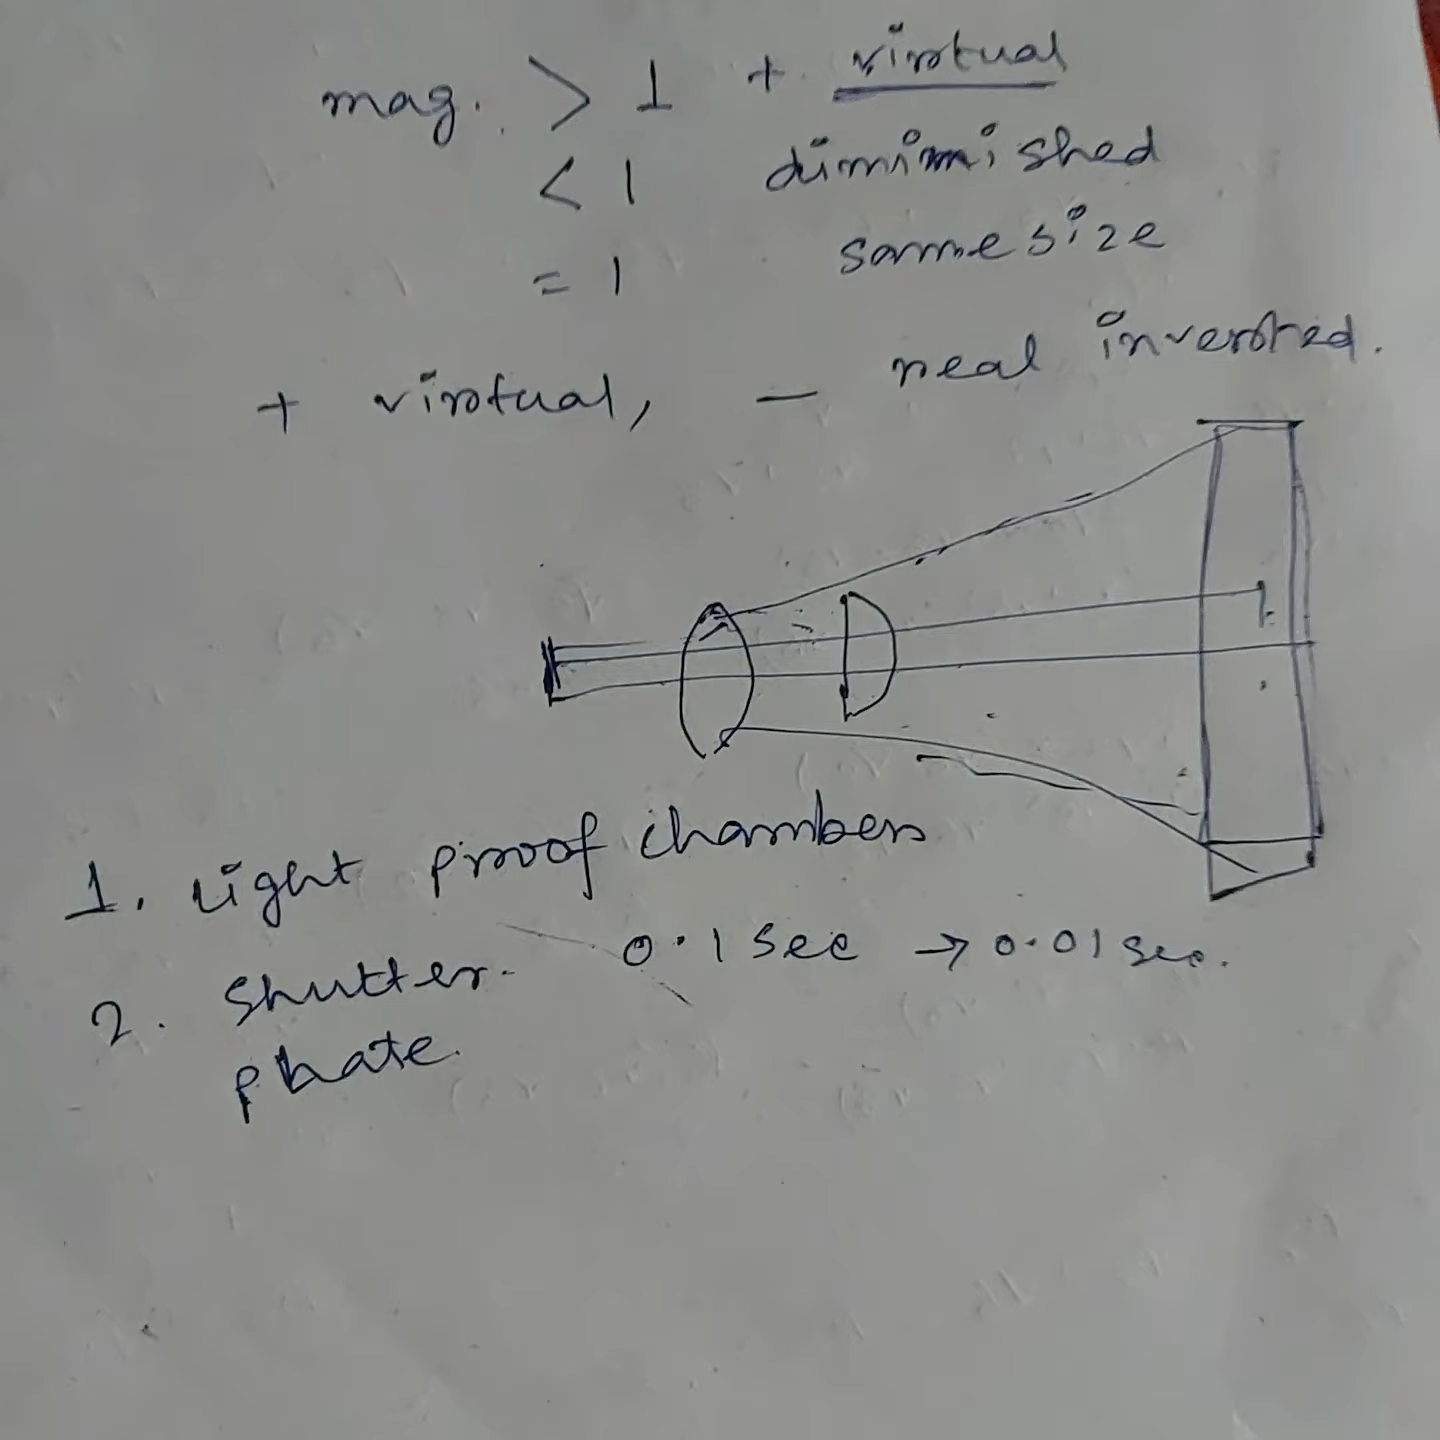 mag. > 1 + virtual
< 1 diminished
= 1 same size
+ virtual, — real inverted.
1. Light proof chambers
2. Shutter. 0.1 sec → 0.01 sec.
plate.